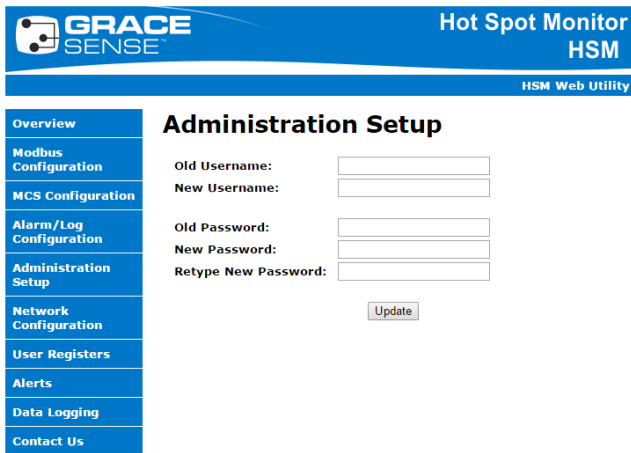 GRACE
SENSE™
Hot Spot Monitor
HSM
HSM Web Utility
Overview
Modbus
Configuration
MCS Configuration
Alarm/Log
Configuration
Administration
Setup
Network
Configuration
User Registers
Alerts
Data Logging
Contact Us
Administration Setup
Old Username:
New Username:
Old Password:
New Password:
Retype New Password:
Update